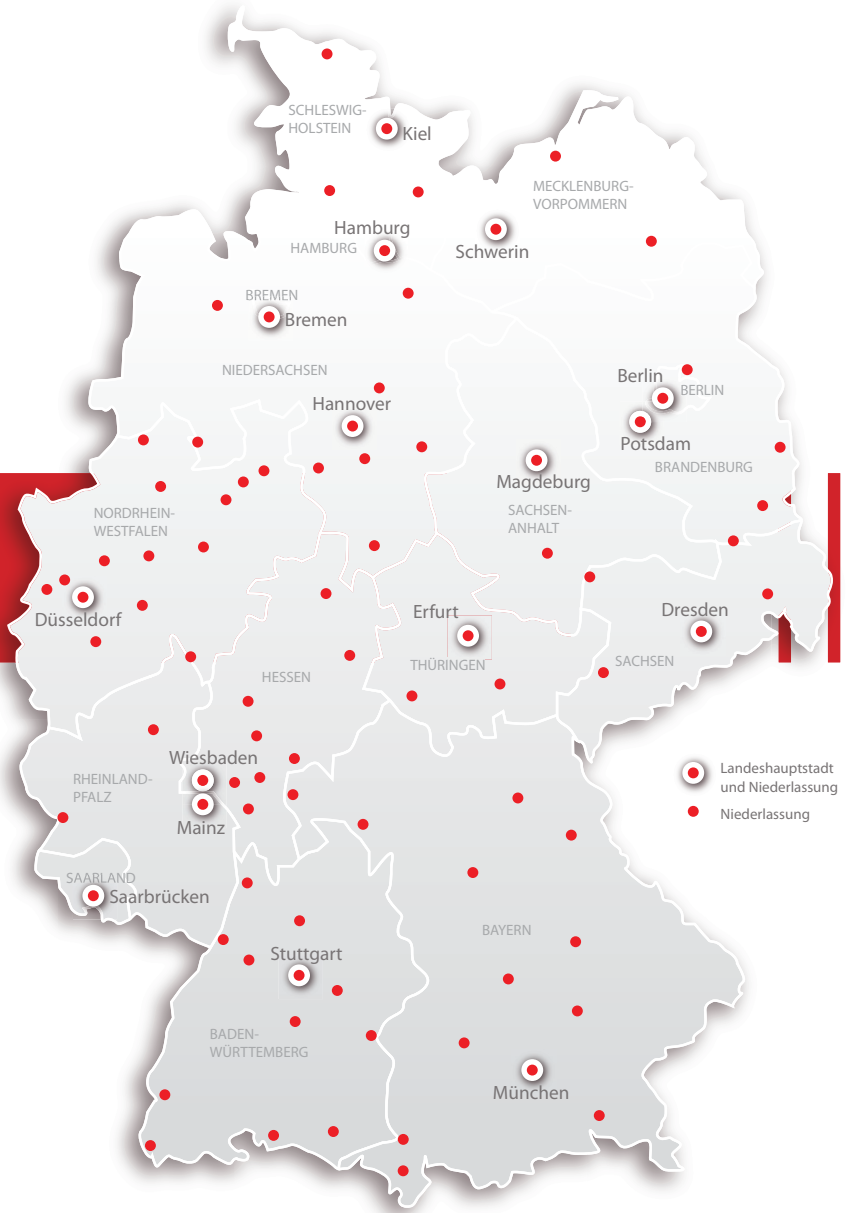 SCHLESWIG-
HOLSTEIN
Kiel
MECKLENBURG-
VORPOMMERN
Hamburg
HAMBURG
Schwerin
BREMEN
Bremen
NIEDERSACHSEN
Berlin
BERLIN
Hannover
Potsdam
BRANDENBURG
Magdeburg
SACHSEN-
ANHALT
NORDRHEIN-
WESTFALEN
Düsseldorf
Erfurt
THÜRINGEN
Dresden
SACHSEN
HESSEN
Wiesbaden
RHEINLAND-
PFALZ
Mainz
Landeshauptstadt
und Niederlassung
Niederlassung
SAARLAND
Saarbrücken
BAYERN
Stuttgart
BADEN-
WÜRTTEMBERG
München